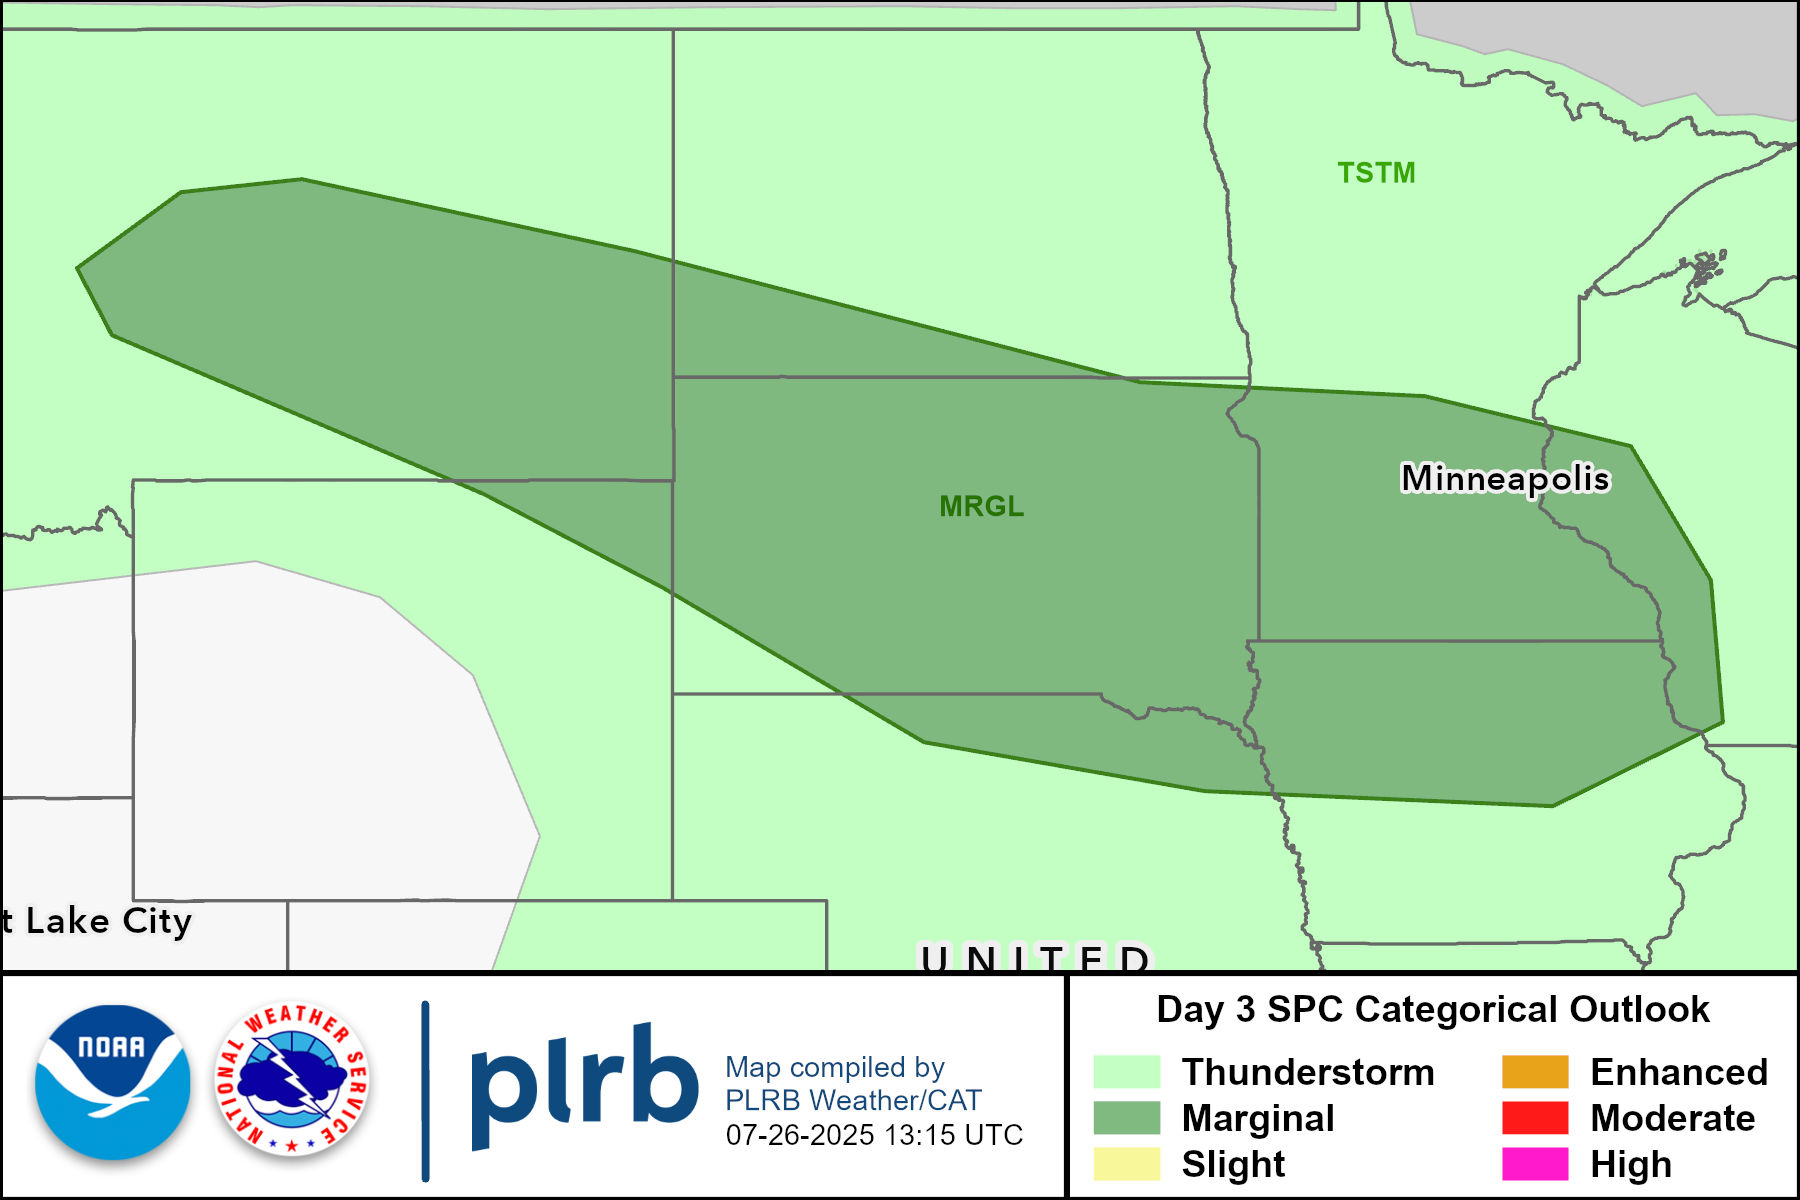 TSTM
Minneapolis
MRGL
t Lake City
UNITED
NOAA
NATIONAL WEATHER SERVICE
plrb
Map compiled by
PLRB Weather/CAT
07-26-2025 13:15 UTC
Day 3 SPC Categorical Outlook
Thunderstorm
Marginal
Slight
Enhanced
Moderate
High